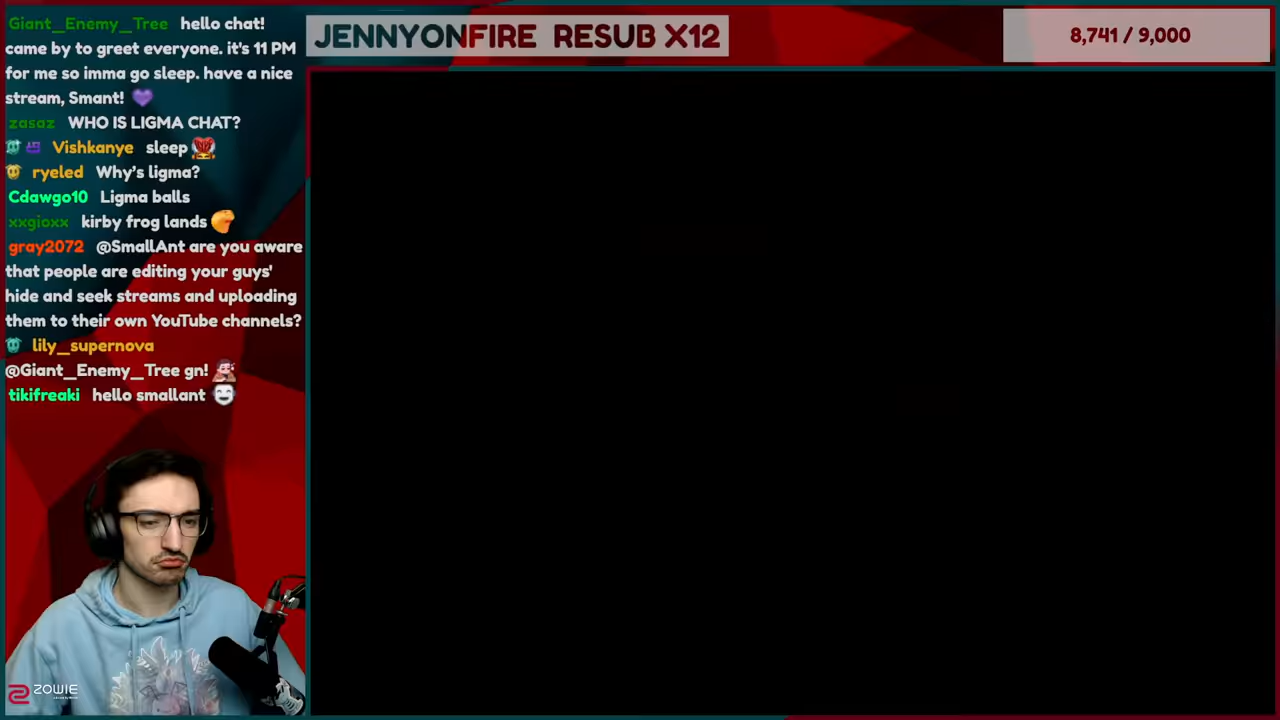 Giant_Enemy_Tree hello chat!
came by to greet everyone. it's 11 PM
for me so imma go sleep. have a nice
stream, Smant!
zasaz WHO IS LIGMA CHAT?
Vishkanye sleep
ryeled Why's ligma?
Cdawgo10 Ligma balls
xxgioxx kirby frog lands
gray2072 @SmallAnt are you aware
that people are editing your guys'
hide and seek streams and uploading
them to their own YouTube channels?
lily_supernova
@Giant_Enemy_Tree gn!
tikifreaki hello smallant
JENNYONFIRE RESUB X12
8,741 / 9,000
ZOWIE